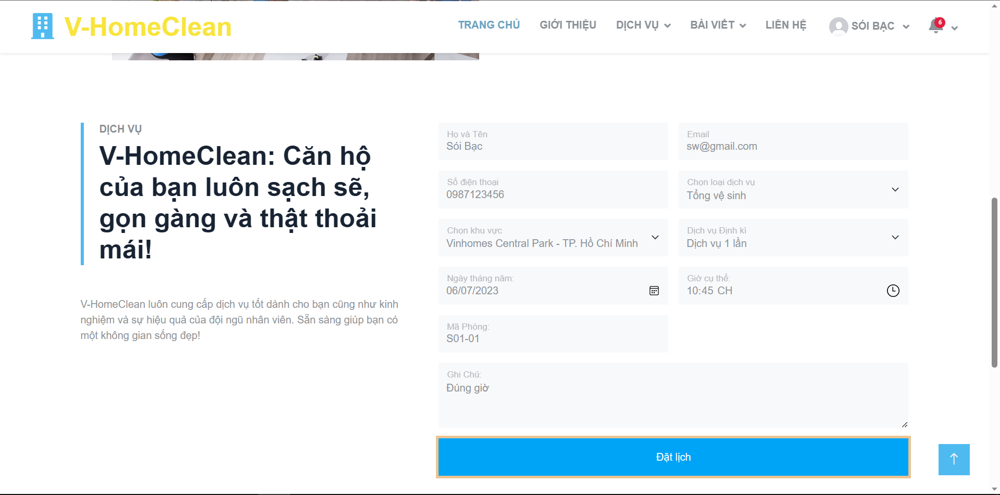 V-HomeClean
TRANG CHỦ GIỚI THIỆU DỊCH VỤ BÀI VIẾT LIÊN HỆ SÓI BẠC 6
DỊCH VỤ
V-HomeClean: Căn hộ
của bạn luôn sạch sẽ,
gọn gàng và thật thoải
mái!
V-HomeClean luôn cung cấp dịch vụ tốt dành cho bạn cũng như kinh
nghiệm và sự hiệu quả của đội ngũ nhân viên. Sẵn sàng giúp bạn có
một không gian sống đẹp!
Họ và Tên
Sói Bạc
Email
sw@gmail.com
Số điện thoại
0987123456
Chọn loại dịch vụ
Tổng vệ sinh
Chọn khu vực
Vinhomes Central Park - TP. Hồ Chí Minh
Dịch vụ Định kì
Dịch vụ 1 lần
Ngày tháng năm:
06/07/2023
Giờ cụ thể:
10:45 CH
Mã Phòng:
S01-01
Ghi Chú:
Đúng giờ
Đặt lịch